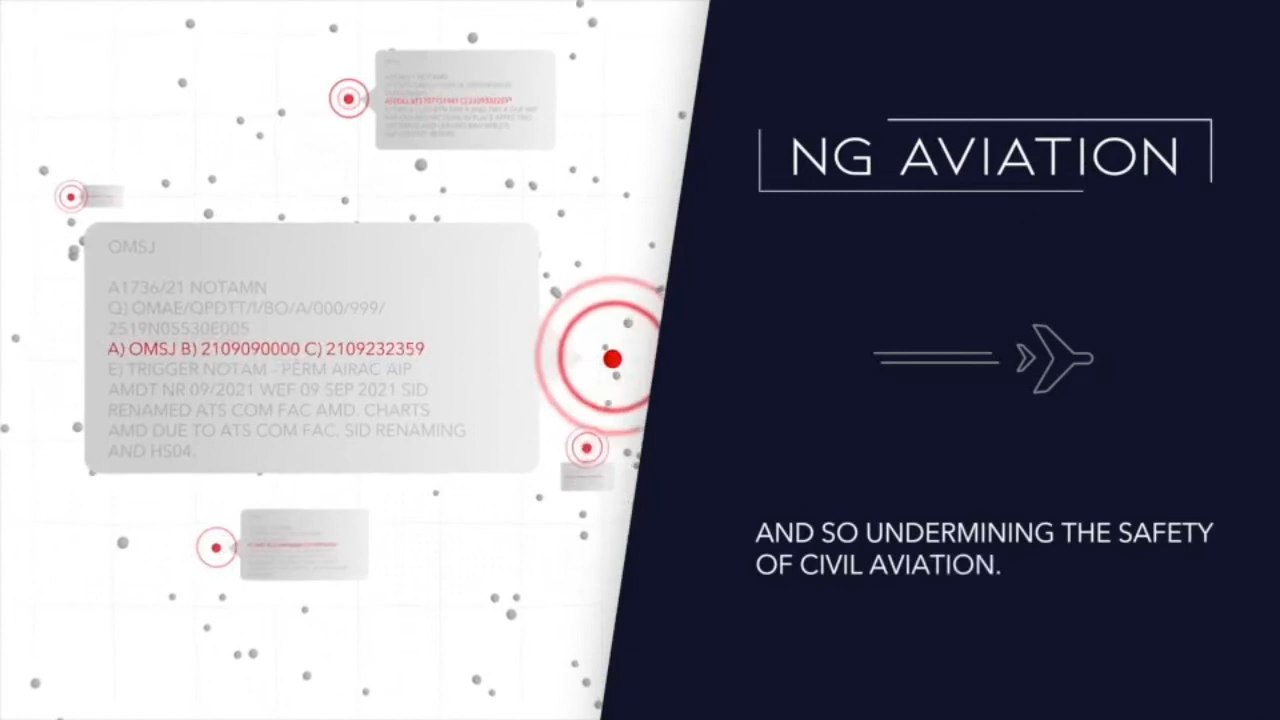 OMSJ
A1736/21 NOTAMN
Q) OMAE/QPDTT/I/BO/A/000/999/
2519N05530E005
A) OMSJ B) 2109090000 C) 2109232359
E) TRIGGER NOTAM - PERM AIRAC AIP
AMDT NR 09/2021 WEF 09 SEP 2021 SID
RENAMED ATS COM FAC AMD. CHARTS
AMD DUE TO ATS COM FAC, SID RENAMING
AND HS04.
NG AVIATION
AND SO UNDERMINING THE SAFETY
OF CIVIL AVIATION.